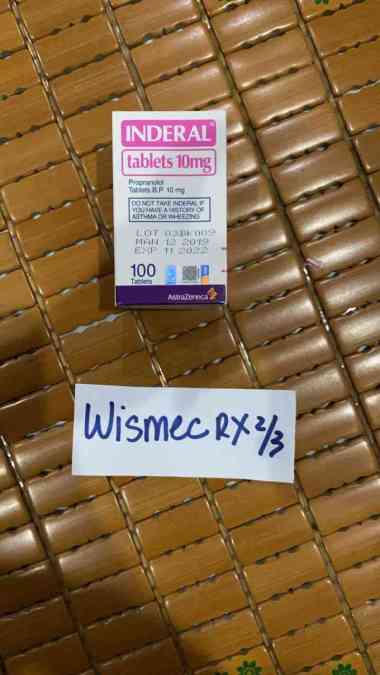 INDERAL®
tablets 10mg
Propranolol
Tablets B.P. 10 mg
DO NOT TAKE INDERAL IF
YOU HAVE A HISTORY OF
ASTHMA OR WHEEZING
LOT 03BK009
MAN 12 2019
EXP. 11 2022
100
Tablets
AstraZeneca
Wismec RX 2/3